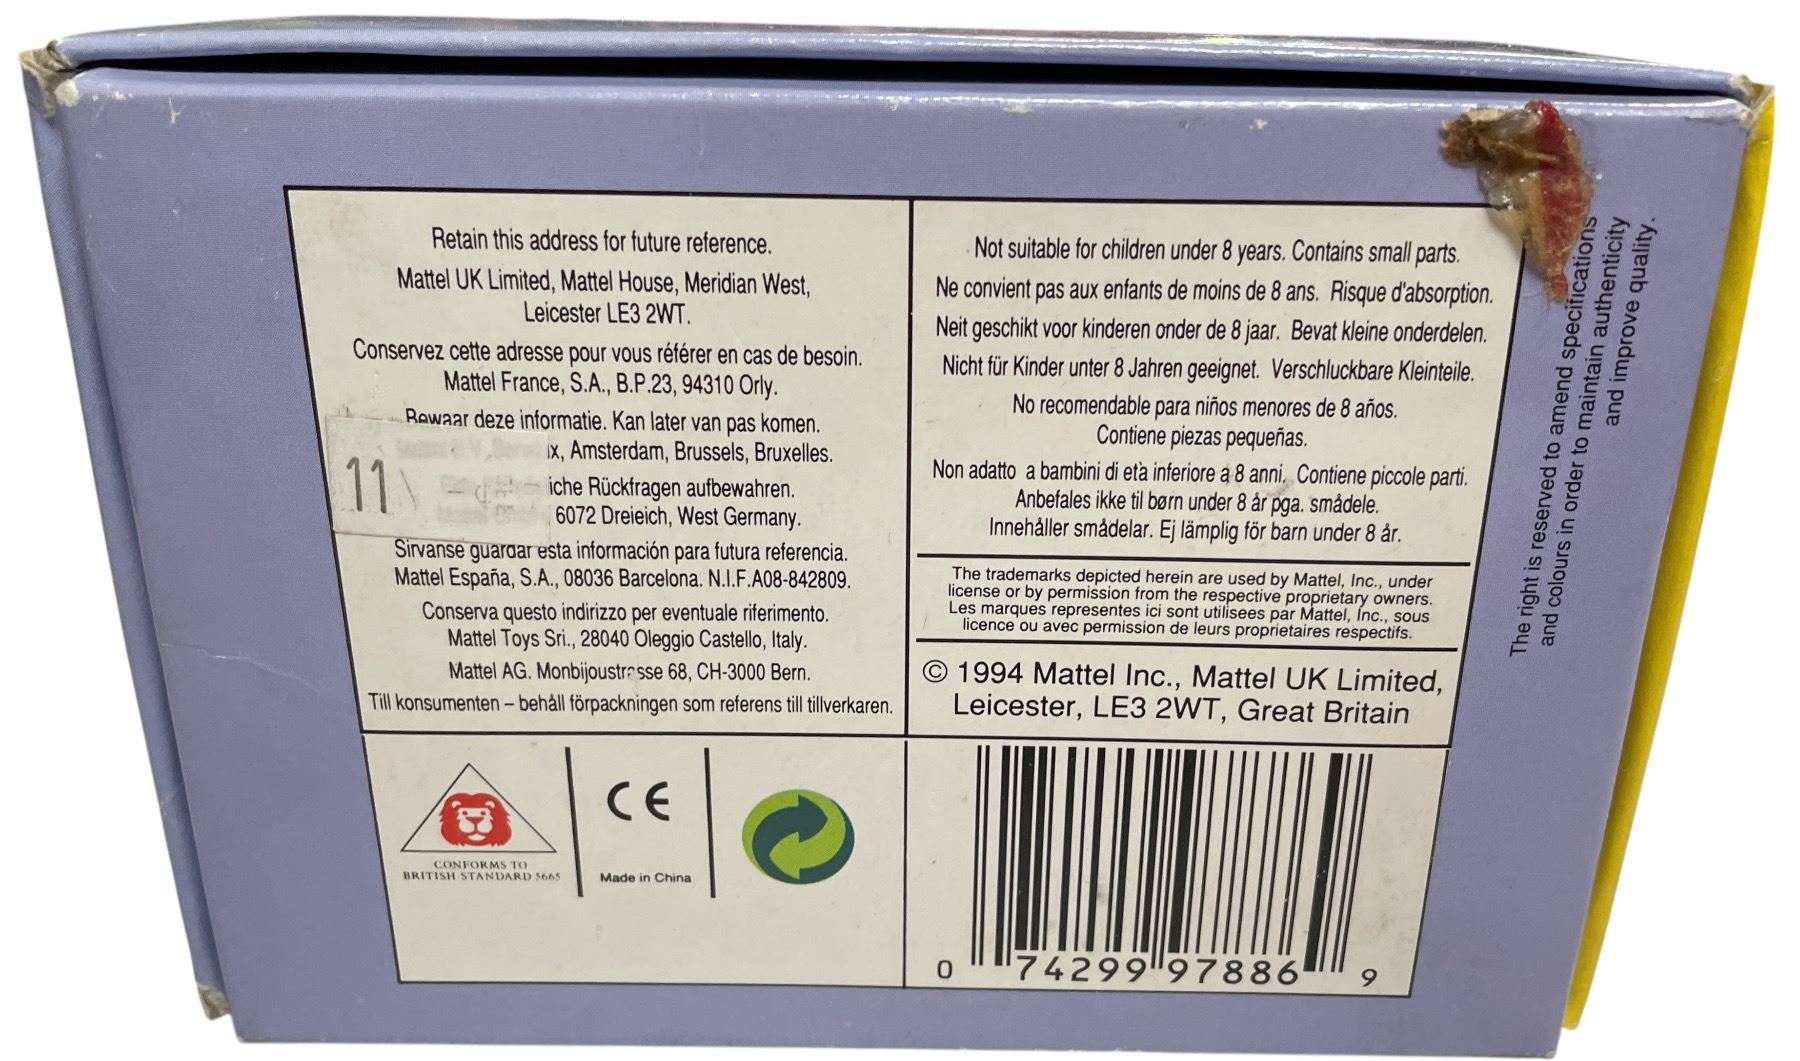 Retain this address for future reference.
Mattel UK Limited, Mattel House, Meridian West,
Leicester LE3 2WT.
Conservez cette adresse pour vous référer en cas de besoin.
Mattel France, S.A., B.P.23, 94310 Orly.
Bewaar deze informatie. Kan later van pas komen.
Amsterdam, Brussels, Bruxelles.
11
Rückfragen aufbewahren.
6072 Dreieich, West Germany.
Sirvanse guardar esta información para futura referencia.
Mattel España, S.A., 08036 Barcelona. N.I.F.A08-842809.
Conserva questo indirizzo per eventuale riferimento.
Mattel Toys Sri., 28040 Oleggio Castello, Italy.
Mattel AG. Monbijoustrasse 68, CH-3000 Bern.
Till konsumenten – behåll förpackningen som referens till tillverkaren.
Not suitable for children under 8 years. Contains small parts.
Ne convient pas aux enfants de moins de 8 ans. Risque d'absorption.
Neit geschikt voor kinderen onder de 8 jaar. Bevat kleine onderdelen.
Nicht für Kinder unter 8 Jahren geeignet. Verschluckbare Kleinteile.
No recomendable para niños menores de 8 años.
Contiene piezas pequeñas.
Non adatto a bambini di età inferiore a 8 anni. Contiene piccole parti.
Anbefales ikke til børn under 8 år pga. smådele.
Innehåller smådelar. Ej lämplig för barn under 8 år.
The trademarks depicted herein are used by Mattel, Inc., under
license or by permission from the respective proprietary owners.
Les marques representes ici sont utilisees par Mattel, Inc., sous
licence ou avec permission de leurs proprietaires respectifs.
© 1994 Mattel Inc., Mattel UK Limited,
Leicester, LE3 2WT, Great Britain
CONFORMS TO
BRITISH STANDARD 5665
CE
Made in China
0 74299 97886 9
The right is reserved to amend specifications
and colours in order to maintain authenticity
and improve quality.